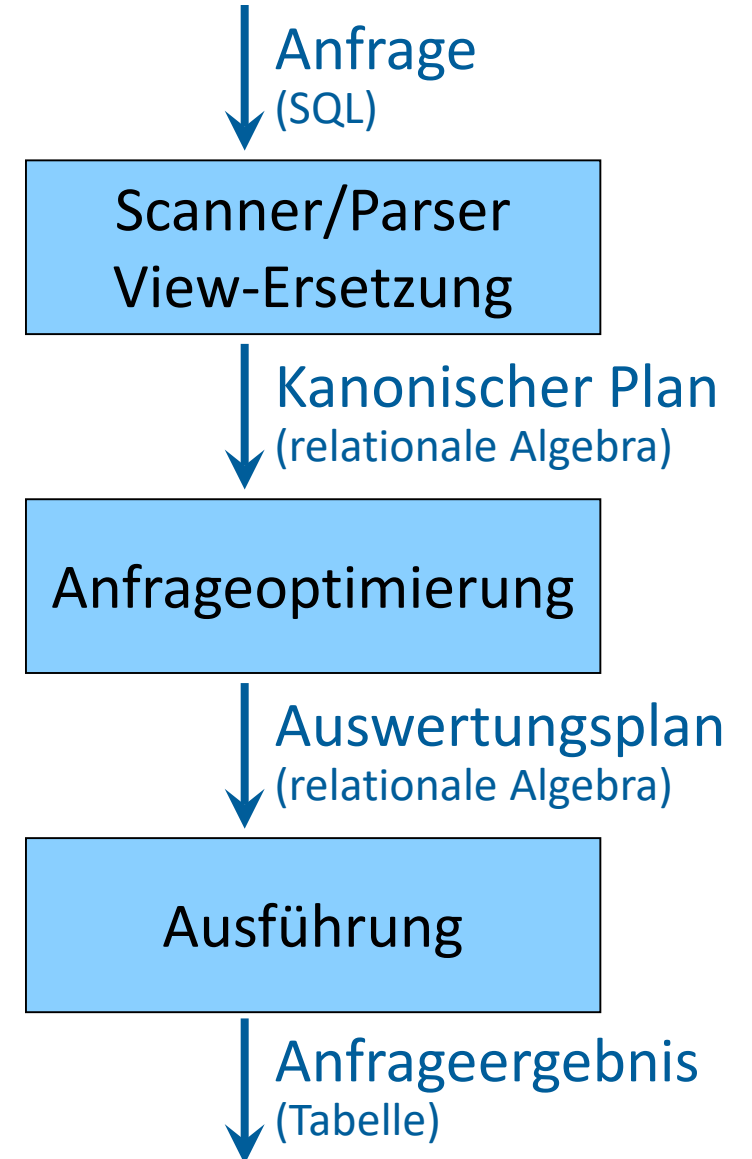 Anfrage
(SQL)
Scanner/Parser
View-Ersetzung
Kanonischer Plan
(relationale Algebra)
Anfrageoptimierung
Auswertungsplan
(relationale Algebra)
Ausführung
Anfrageergebnis
(Tabelle)